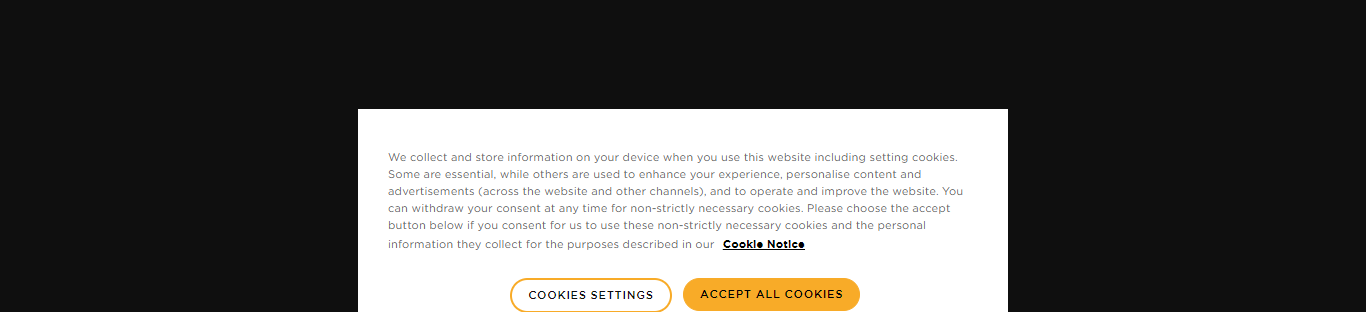 We collect and store information on your device when you use this website including setting cookies.
Some are essential, while others are used to enhance your experience, personalise content and
advertisements (across the website and other channels), and to operate and improve the website. You
can withdraw your consent at any time for non-strictly necessary cookies. Please choose the accept
button below if you consent for us to use these non-strictly necessary cookies and the personal
information they collect for the purposes described in our Cookie Notice
COOKIES SETTINGS ACCEPT ALL COOKIES